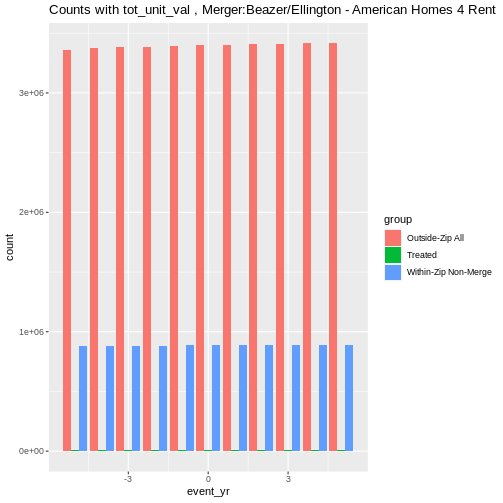 Counts with tot_unit_val , Merger:Beazer/Ellington - American Homes 4 Rent
count
3e+06
2e+06
1e+06
0e+00
-3
0
3
event_yr
group
Outside-Zip All
Treated
Within-Zip Non-Merge